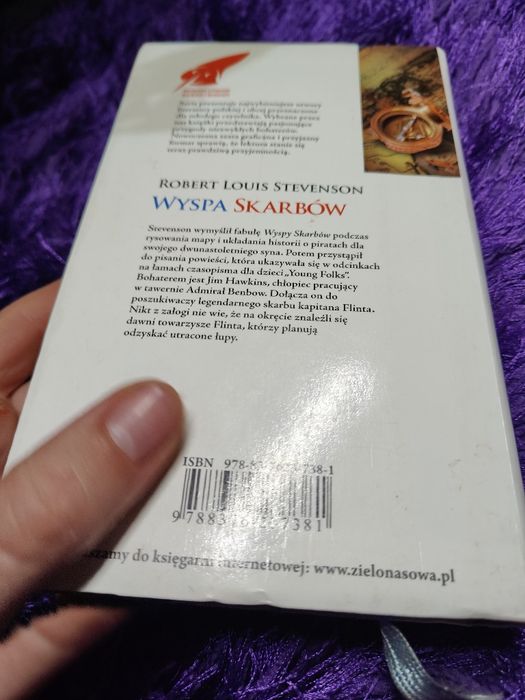 Seria prezentuje najwybitniejsze utwory
literatury polskiej i obcej przeznaczone
dla młodego czytelnika. Wybrane przez
nas książki przedstawiają pasjonujące
przygody niezwykłych bohaterów.
Nowoczesna szata graficzna i przyjazny
format sprawią, że lektura stanie się
teraz prawdziwą przyjemnością.
ROBERT LOUIS STEVENSON
WYSPA SKARBÓW
Stevenson wymyślił fabułę Wyspy Skarbów podczas
rysowania mapy i układania historii o piratach dla
swojego dwunastoletniego syna. Potem przystąpił
do pisania powieści, która ukazywała się w odcinkach
na łamach czasopisma dla dzieci „Young Folks".
Bohaterem jest Jim Hawkins, chłopiec pracujący
w tawernie Admirał Benbow. Dołącza on do
poszukiwaczy legendarnego skarbu kapitana Flinta.
Nikt z załogi nie wie, że na okręcie znaleźli się
dawni towarzysze Flinta, którzy planują
odzyskać utracone łupy.
ISBN 738-1
do księgarni internetowej: www.zielonasowa.pl